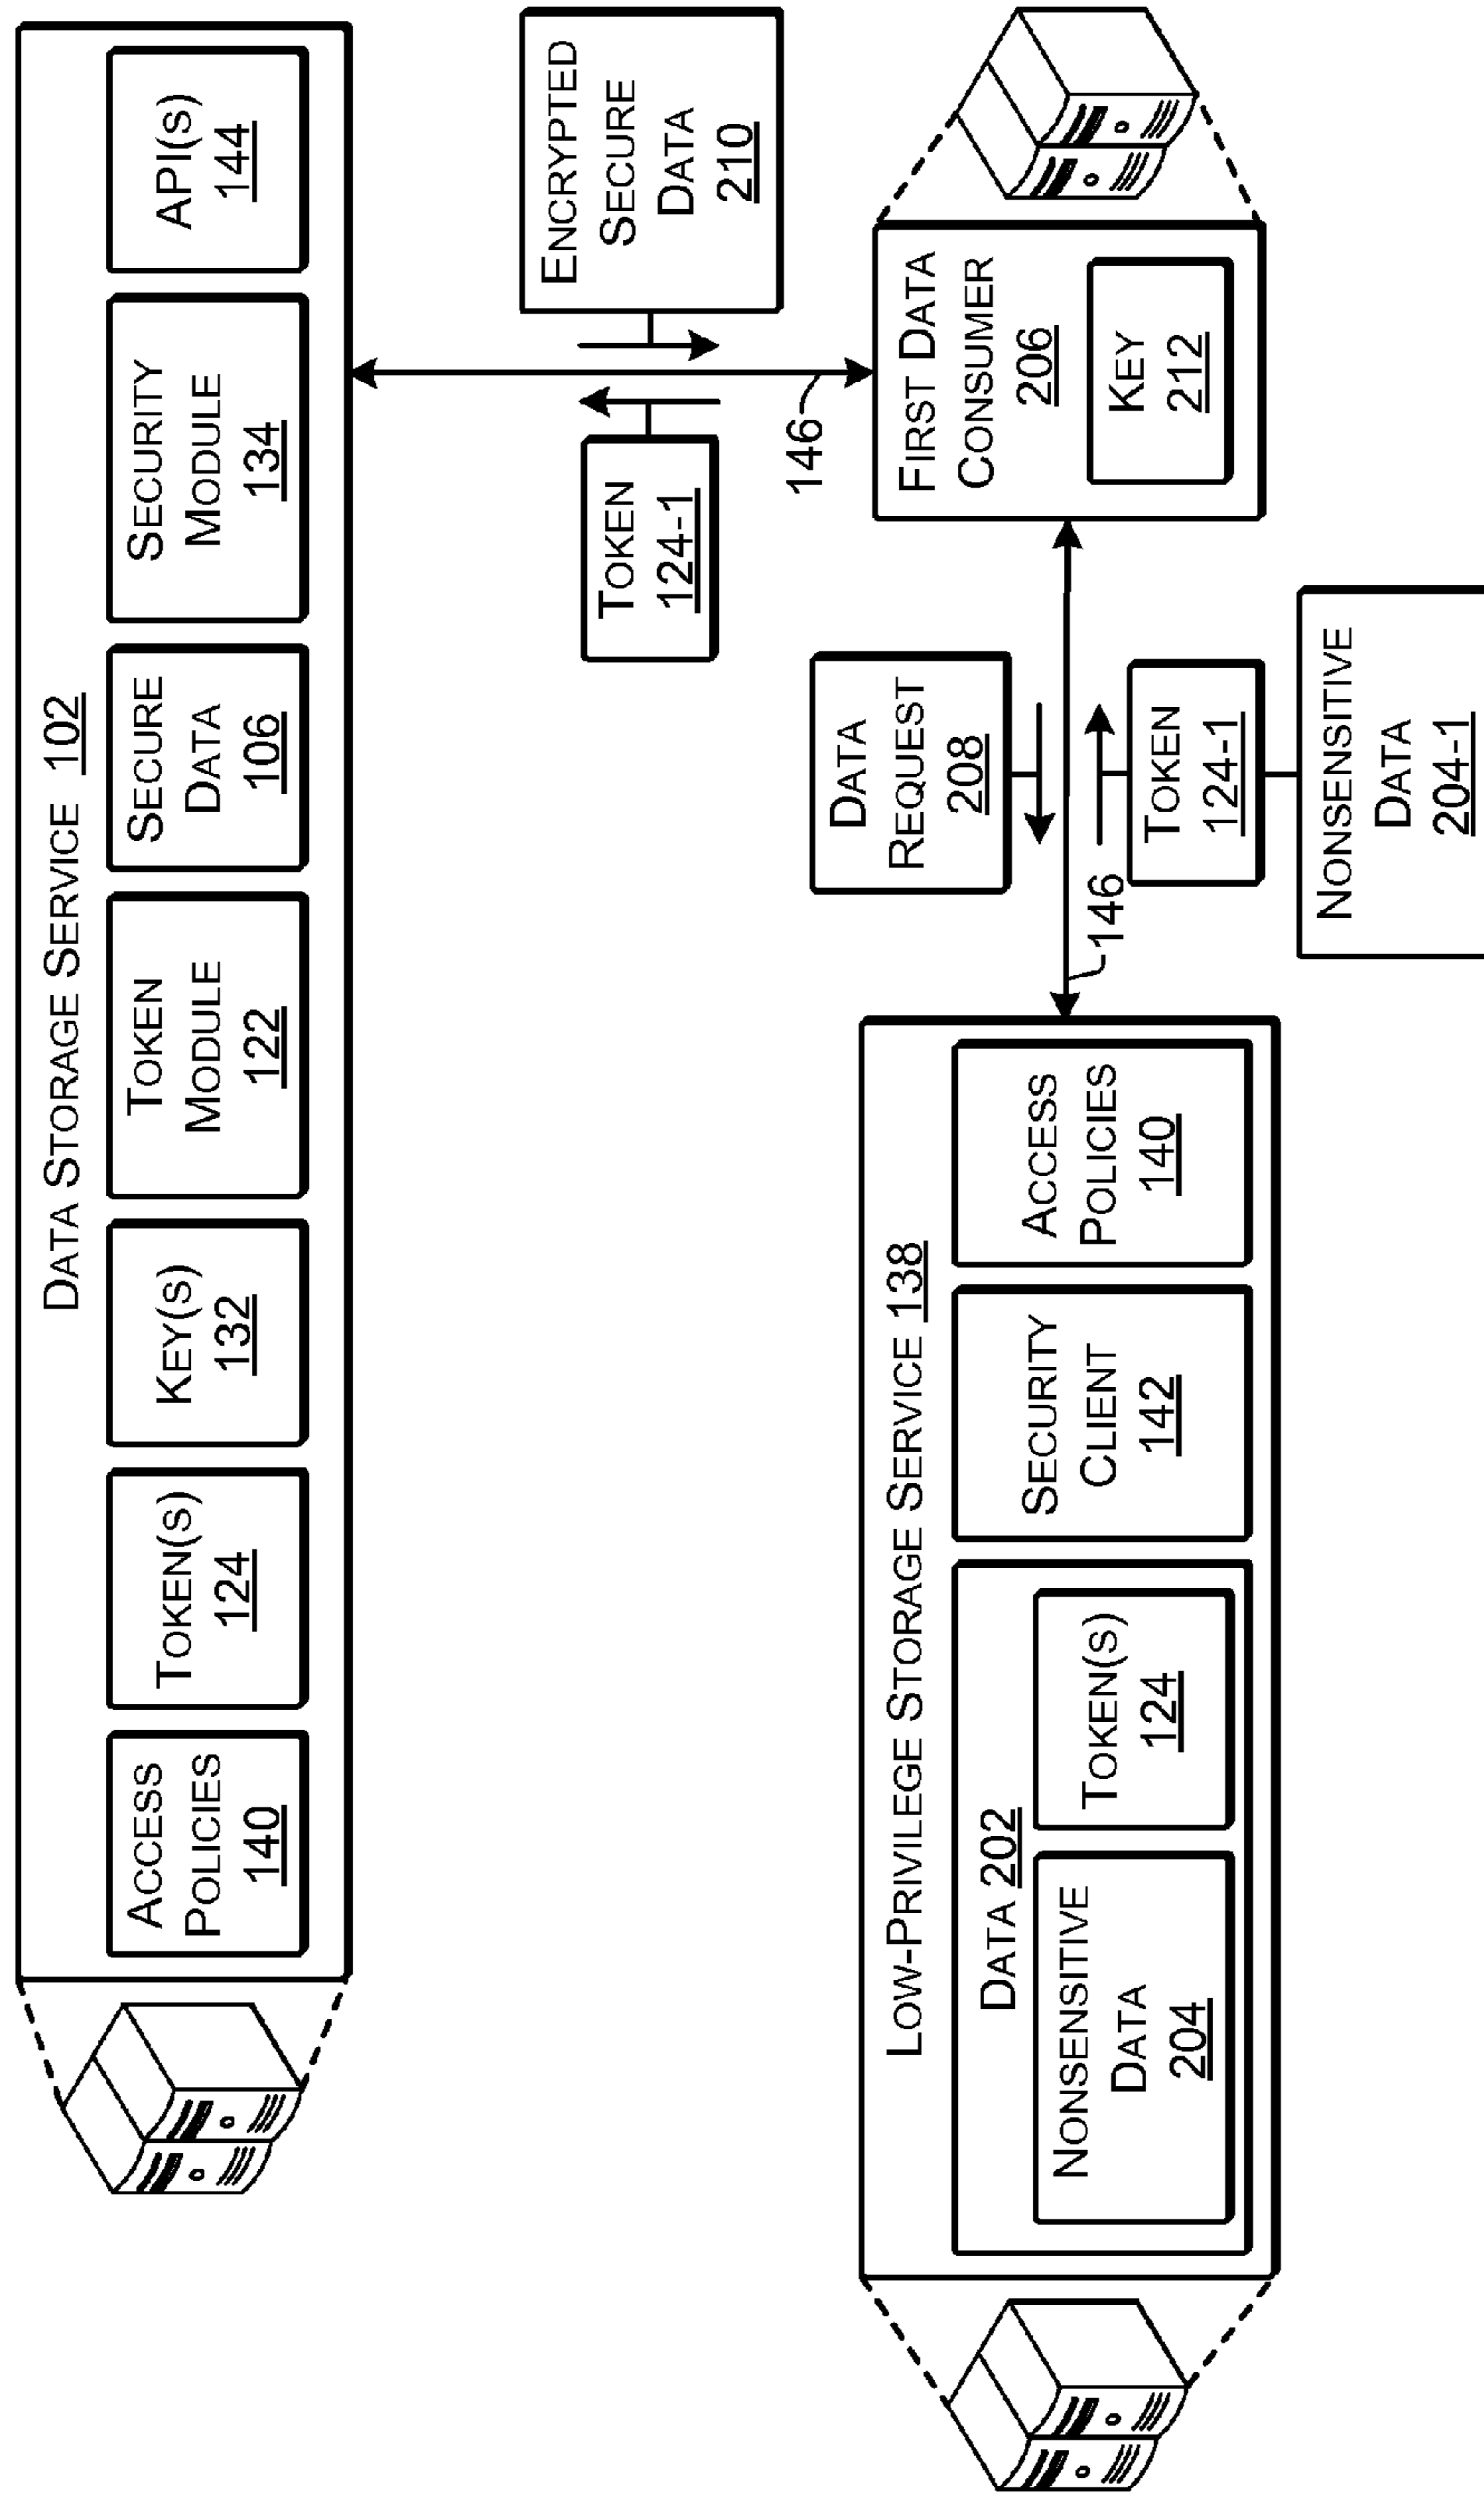 DATA STORAGE SERVICE 102
ACCESS
POLICIES
140
TOKEN(S)
124
KEY(S)
132
TOKEN
MODULE
122
SECURE
DATA
106
SECURITY
MODULE
134
API(S)
144
TOKEN
124-1
ENCRYPTED
SECURE
DATA
210
146
LOW-PRIVILEGE STORAGE SERVICE 138
DATA 202
NONSENSITIVE
DATA
204
TOKEN(S)
124
SECURITY
CLIENT
142
ACCESS
POLICIES
140
DATA
REQUEST
208
146
TOKEN
124-1
NONSENSITIVE
DATA
204-1
FIRST DATA
CONSUMER
206
KEY
212